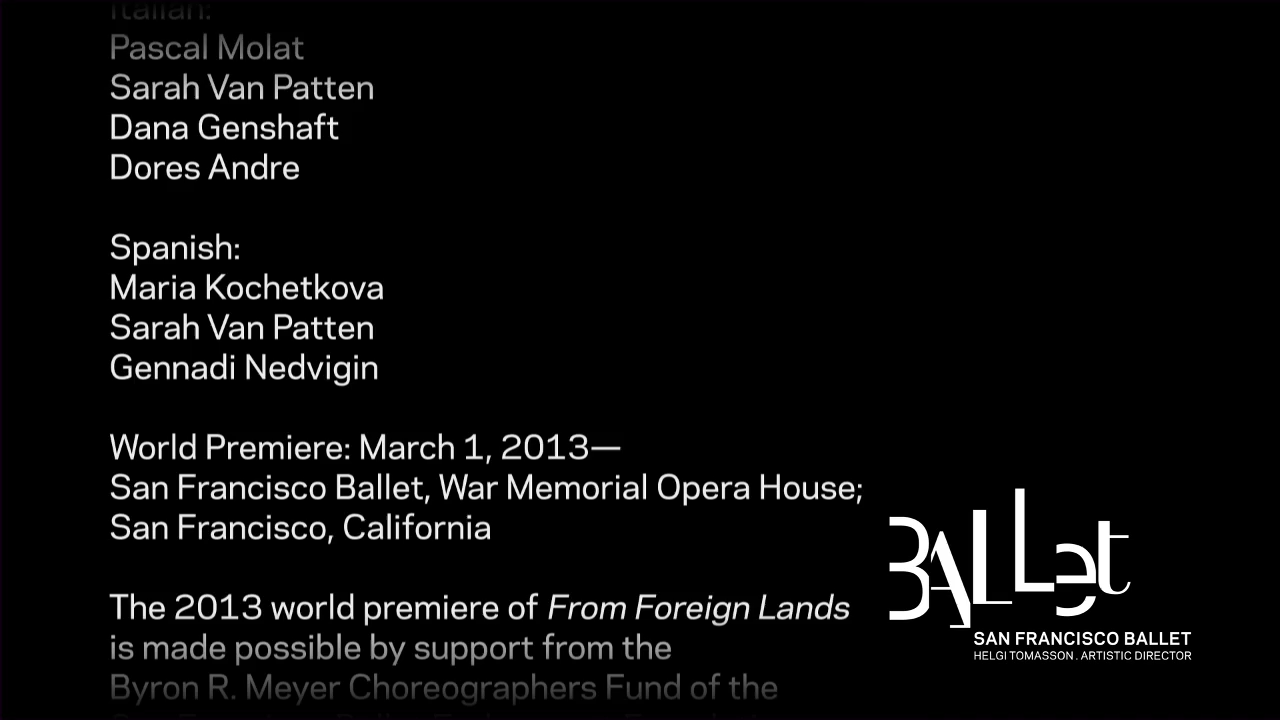 Italian:
Pascal Molat
Sarah Van Patten
Dana Genshaft
Dores Andre
Spanish:
Maria Kochetkova
Sarah Van Patten
Gennadi Nedvigin
World Premiere: March 1, 2013—
San Francisco Ballet, War Memorial Opera House;
San Francisco, California
The 2013 world premiere of From Foreign Lands
is made possible by support from the
Byron R. Meyer Choreographers Fund of the
BALLet
SAN FRANCISCO BALLET
HELGI TOMASSON . ARTISTIC DIRECTOR